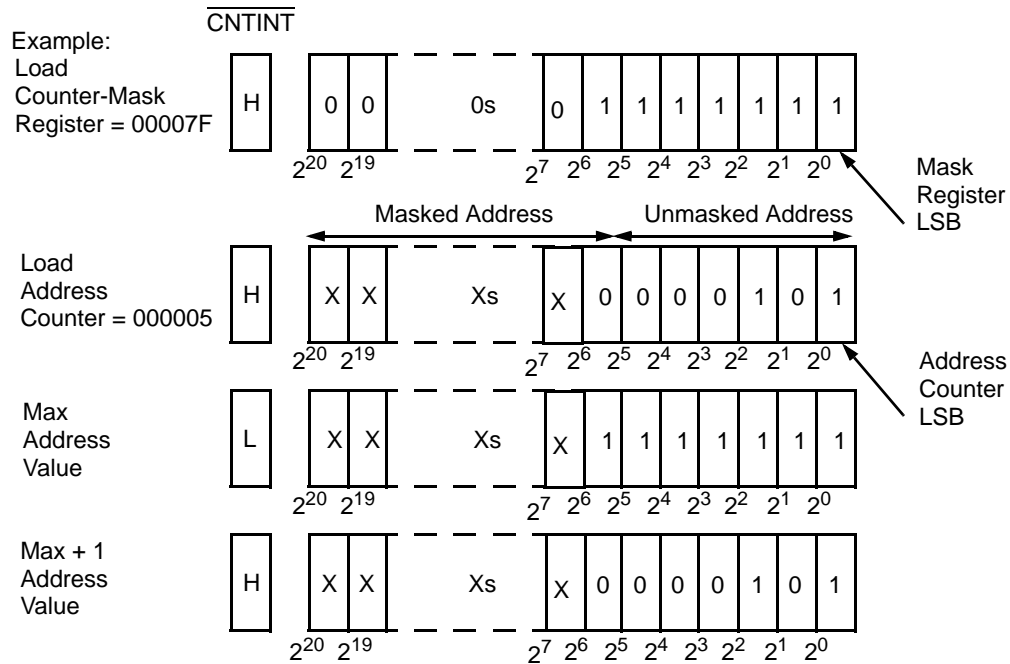 CNTINT
Example:
Load
Counter-Mask
Register = 00007F
H
0 0 0s 0 1 1 1 1 1 1 1
2^20 2^19 2^7 2^6 2^5 2^4 2^3 2^2 2^1 2^0
Mask
Register
LSB
Masked Address Unmasked Address
Load
Address
Counter = 000005
H
X X Xs X 0 0 0 0 1 0 1
2^20 2^19 2^7 2^6 2^5 2^4 2^3 2^2 2^1 2^0
Address
Counter
LSB
Max
Address
Value
L
X X Xs X 1 1 1 1 1 1 1
2^20 2^19 2^7 2^6 2^5 2^4 2^3 2^2 2^1 2^0
Max + 1
Address
Value
H
X X Xs X 0 0 0 0 1 0 1
2^20 2^19 2^7 2^6 2^5 2^4 2^3 2^2 2^1 2^0